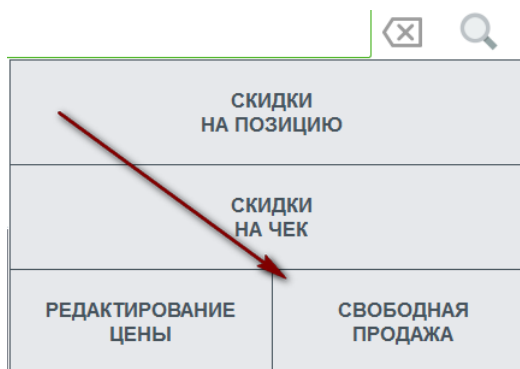 СКИДКИ
НА ПОЗИЦИЮ
СКИДКИ
НА ЧЕК
РЕДАКТИРОВАНИЕ
ЦЕНЫ
СВОБОДНАЯ
ПРОДАЖА